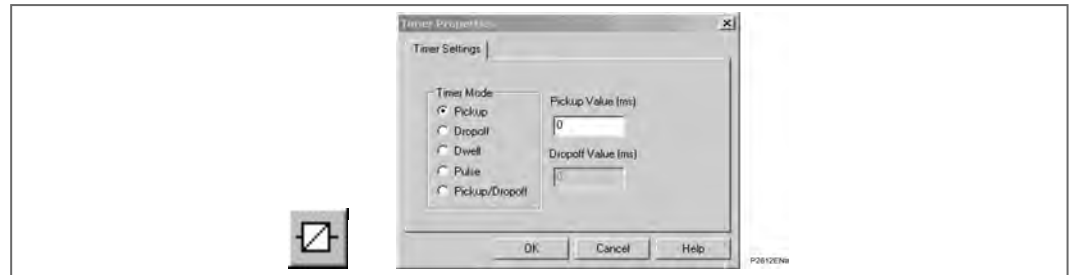 Timer Properties
Timer Settings
Timer Mode
Pickup
Dropoff
Dwell
Pulse
Pickup/Dropoff
Pickup Value (ms)
0
Dropoff Value (ms)
0
OK Cancel Help
P2612ENa